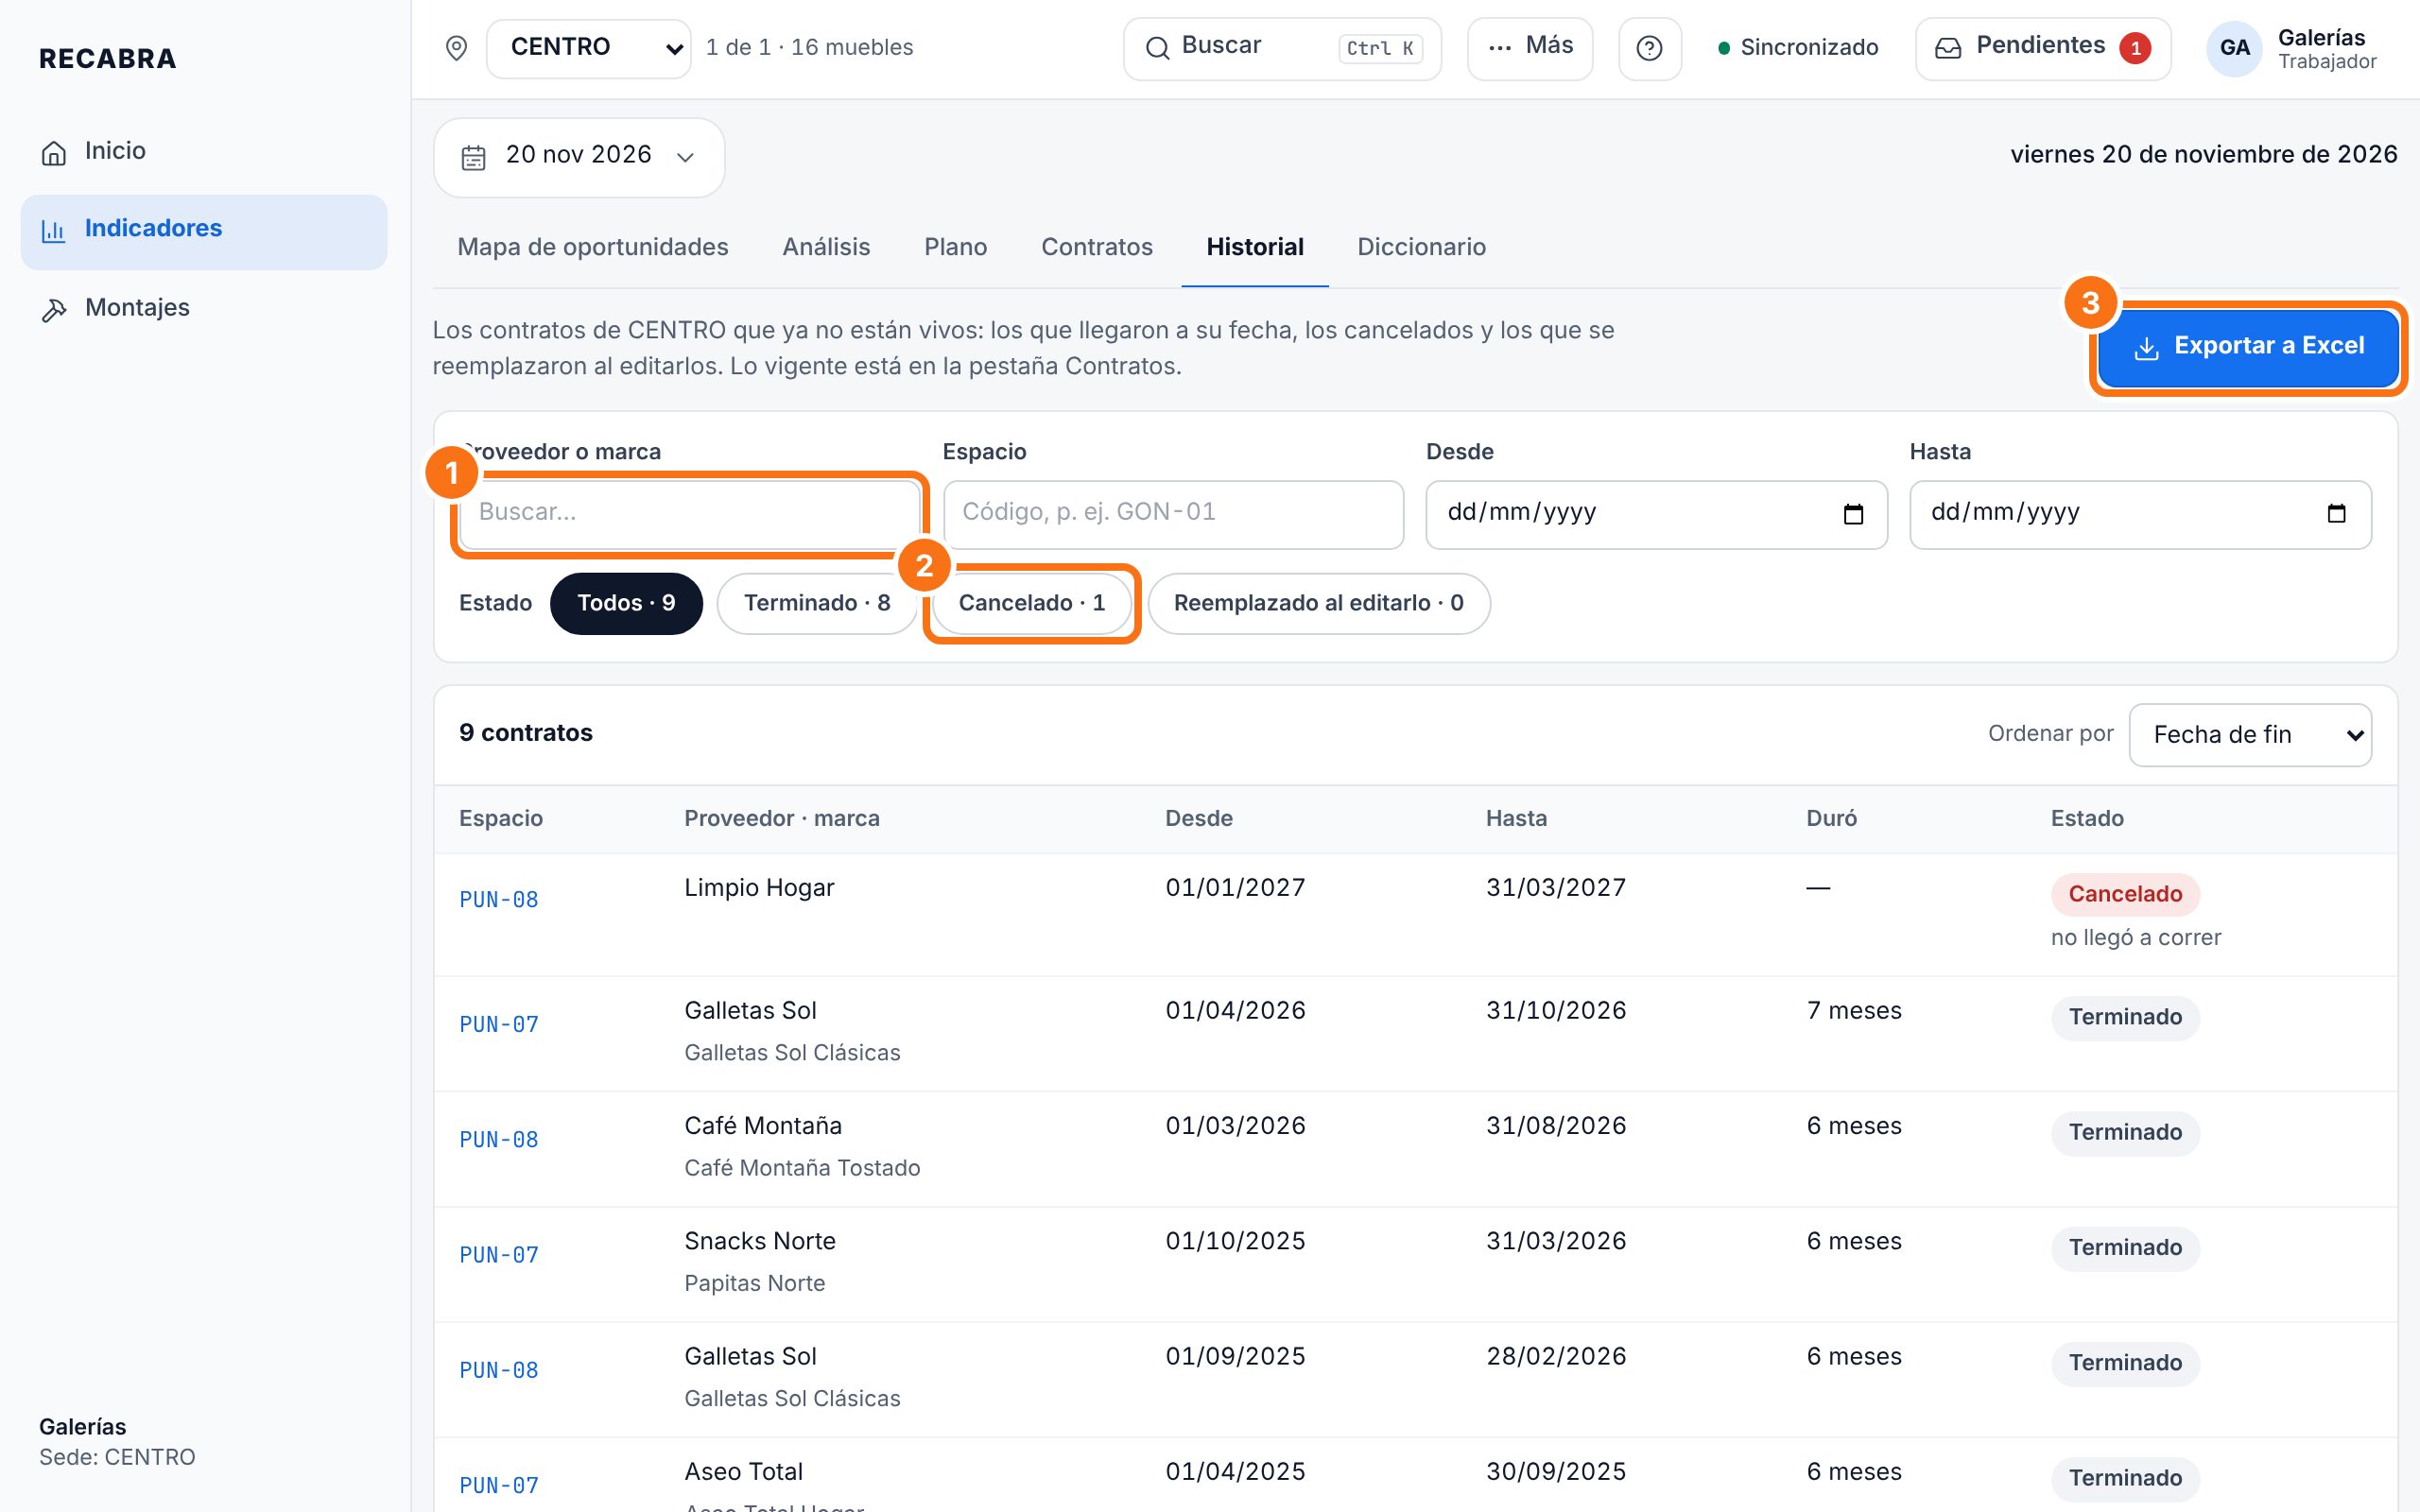 RECABRA
CENTRO
1 de 1 · 16 muebles
Buscar
Ctrl K
Más
Sincronizado
Pendientes
1
GA
Galerías
Trabajador
Inicio
Indicadores
Montajes
20 nov 2026
viernes 20 de noviembre de 2026
Mapa de oportunidades
Análisis
Plano
Contratos
Historial
Diccionario
Los contratos de CENTRO que ya no están vivos: los que llegaron a su fecha, los cancelados y los que se
reemplazaron al editarlos. Lo vigente está en la pestaña Contratos.
3
Exportar a Excel
Proveedor o marca
Espacio
Desde
Hasta
1
Buscar...
Código, p. ej. GON-01
dd/mm/yyyy
dd/mm/yyyy
2
Estado
Todos · 9
Terminado · 8
Cancelado · 1
Reemplazado al editarlo · 0
9 contratos
Ordenar por
Fecha de fin
Espacio
Proveedor · marca
Desde
Hasta
Duró
Estado
PUN-08
Limpio Hogar
01/01/2027
31/03/2027
—
Cancelado
no llegó a correr
PUN-07
Galletas Sol
Galletas Sol Clásicas
01/04/2026
31/10/2026
7 meses
Terminado
PUN-08
Café Montaña
Café Montaña Tostado
01/03/2026
31/08/2026
6 meses
Terminado
PUN-07
Snacks Norte
Papitas Norte
01/10/2025
31/03/2026
6 meses
Terminado
PUN-08
Galletas Sol
Galletas Sol Clásicas
01/09/2025
28/02/2026
6 meses
Terminado
PUN-07
Aseo Total
Aseo Total Hogar
01/04/2025
30/09/2025
6 meses
Terminado
Galerías
Sede: CENTRO